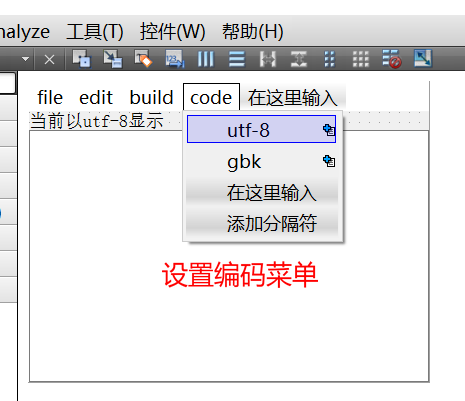 nalyze 工具(T) 控件(W) 帮助(H)
file edit build code 在这里输入
当前以utf-8显示
utf-8
gbk
在这里输入
添加分隔符
设置编码菜单